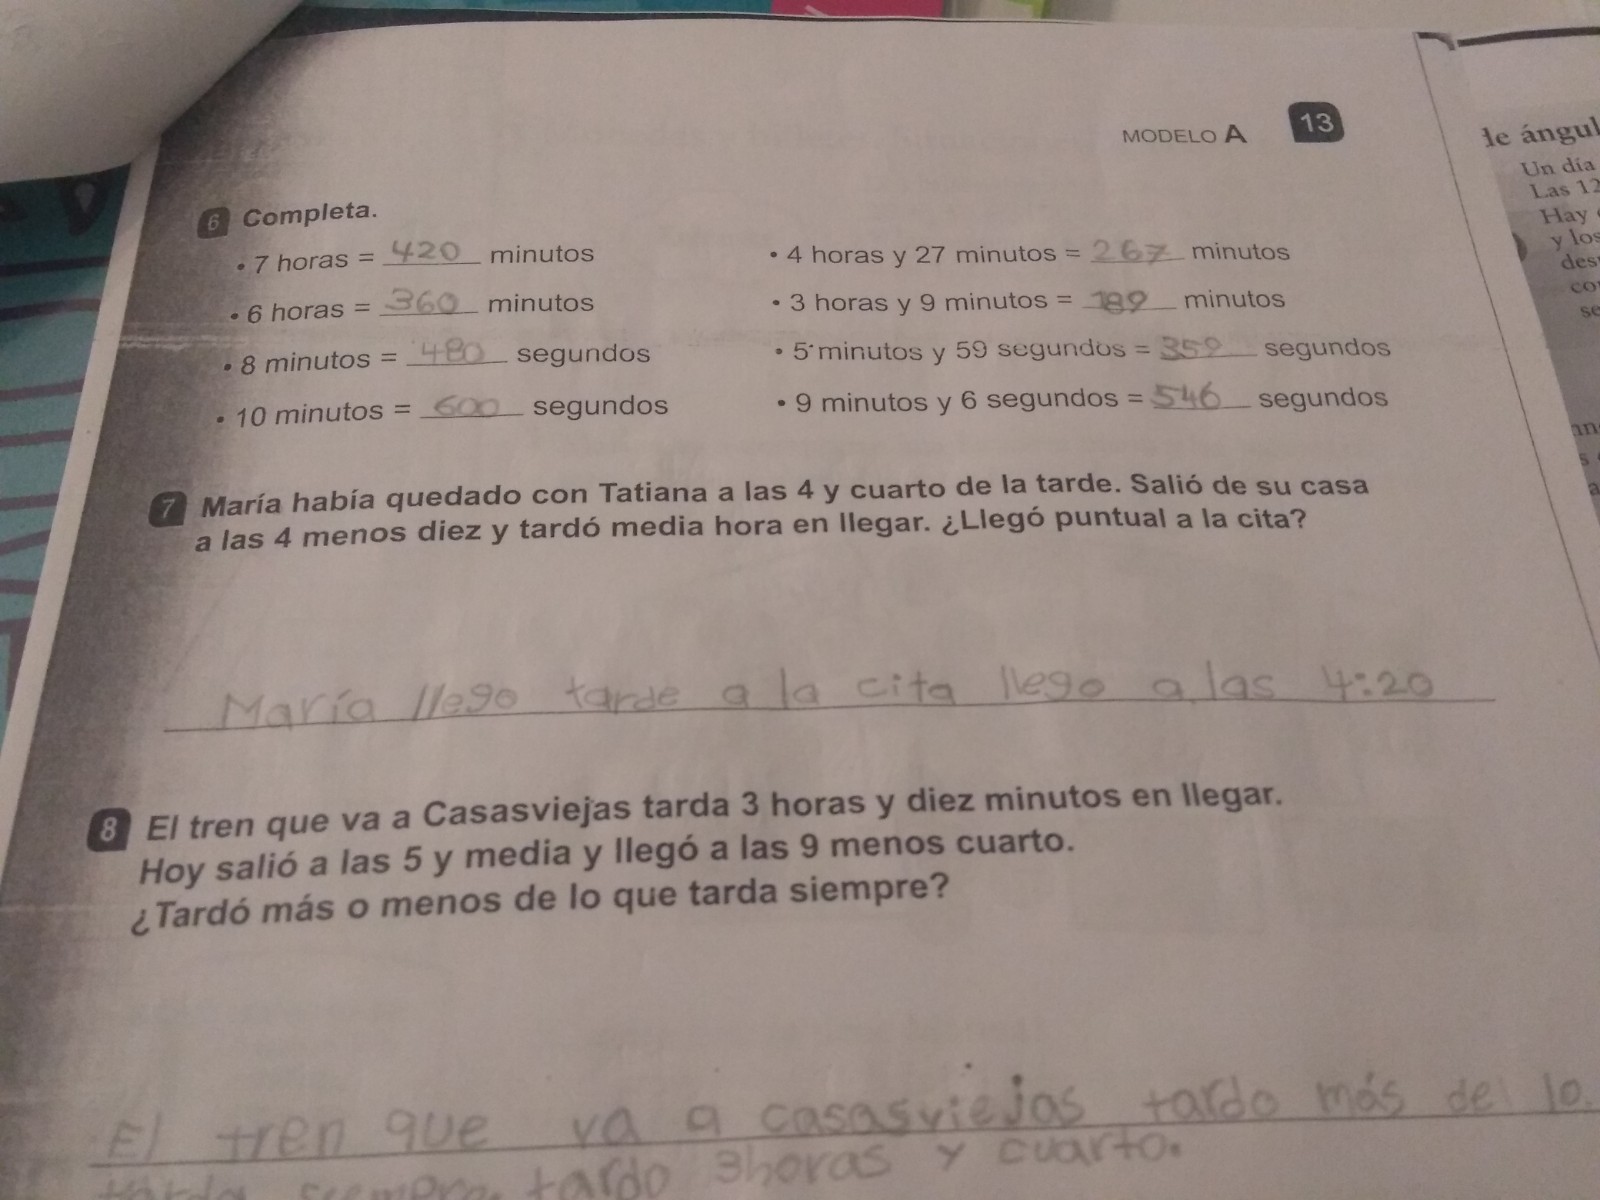 MODELO A 13
6 Completa.
• 7 horas = 420 minutos
• 6 horas = 360 minutos
• 8 minutos = 480 segundos
• 10 minutos = 600 segundos
• 4 horas y 27 minutos = 267 minutos
• 3 horas y 9 minutos = 189 minutos
• 5 minutos y 59 segundos = 359 segundos
• 9 minutos y 6 segundos = 546 segundos
7 María había quedado con Tatiana a las 4 y cuarto de la tarde. Salió de su casa
a las 4 menos diez y tardó media hora en llegar. ¿Llegó puntual a la cita?
María llego tarde a la cita llego a las 4:20
8 El tren que va a Casasviejas tarda 3 horas y diez minutos en llegar.
Hoy salió a las 5 y media y llegó a las 9 menos cuarto.
¿Tardó más o menos de lo que tarda siempre?
El tren que va a casasviejas tardo más de lo
tardo 3horas y cuarto.
de ángul
Un día
Las 12
Hay
y los
des
co
se